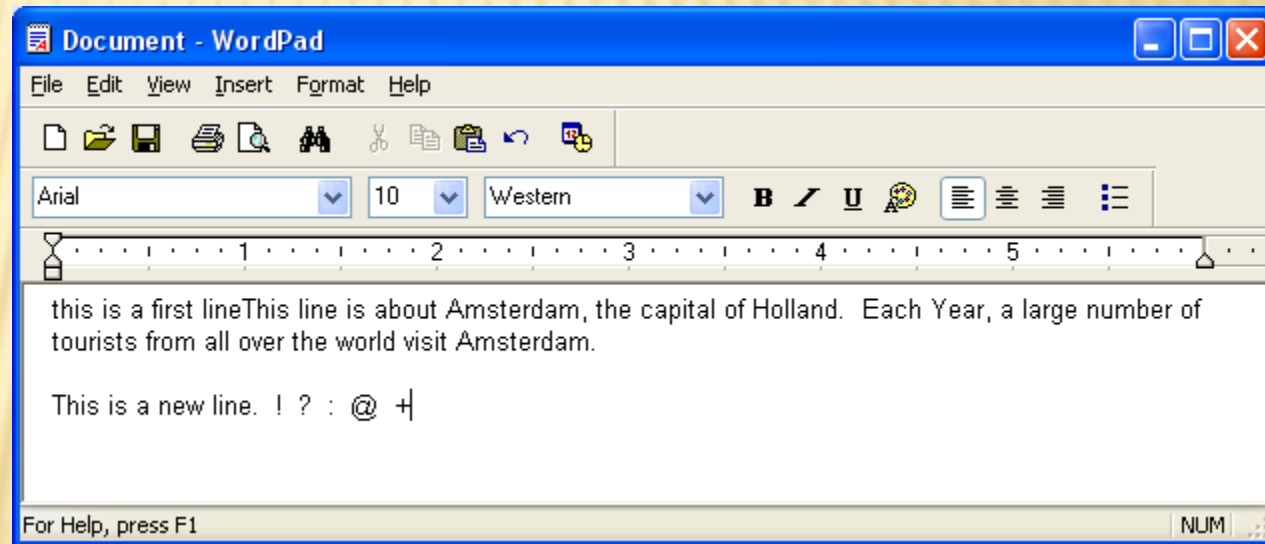 Document - WordPad
File Edit View Insert Format Help
Arial 10 Western B I U
1 2 3 4 5
this is a first lineThis line is about Amsterdam, the capital of Holland.  Each Year, a large number of
tourists from all over the world visit Amsterdam.
This is a new line.  !  ?  :  @  +
For Help, press F1 NUM